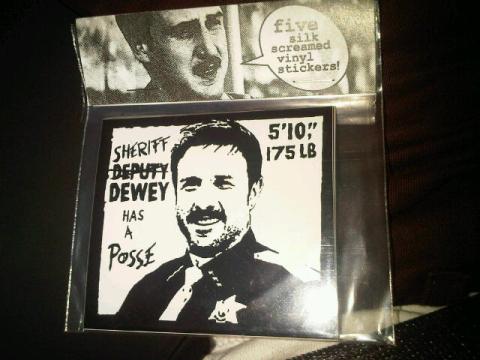 five
silk
screamed
vinyl
stickers!
SHERIFF
DEPUTY
DEWEY
HAS
A
POSSE
5'10",
175 LB